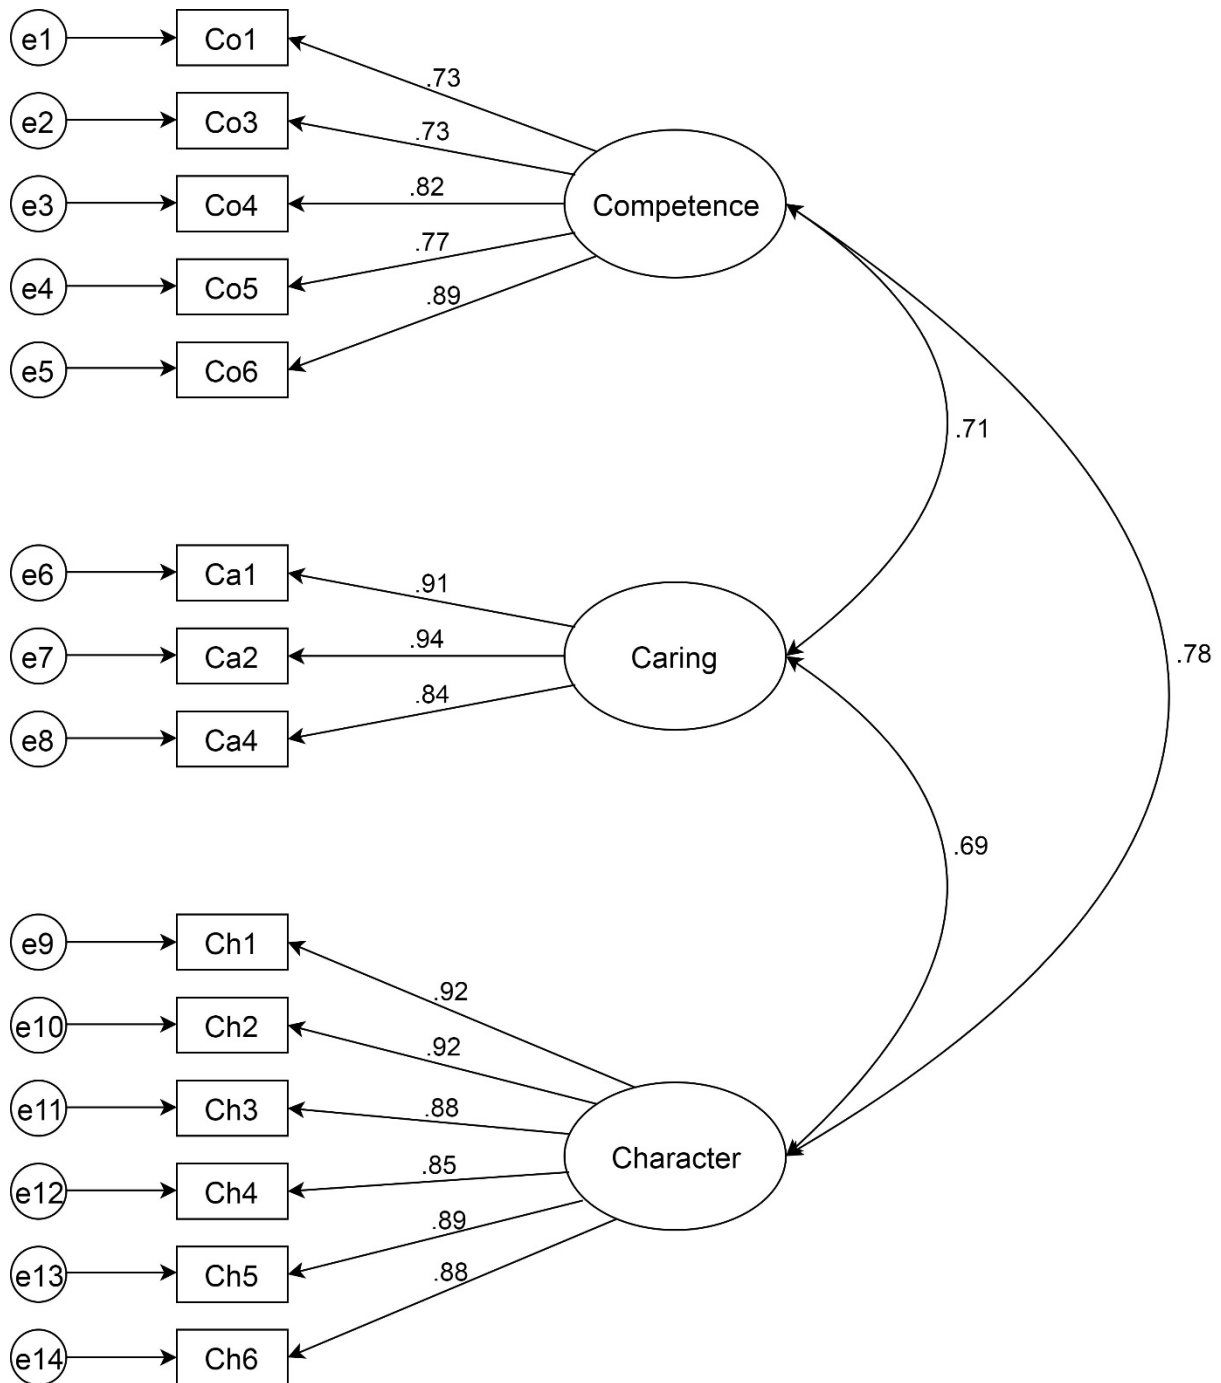 e1 Co1
.73
e2 Co3
.73
e3 Co4
.82
Competence
e4 Co5
.77
e5 Co6
.89
.71
e6 Ca1
.91
e7 Ca2
.94
Caring
.78
e8 Ca4
.84
.69
e9 Ch1
.92
e10 Ch2
.92
e11 Ch3
.88
Character
e12 Ch4
.85
e13 Ch5
.89
e14 Ch6
.88